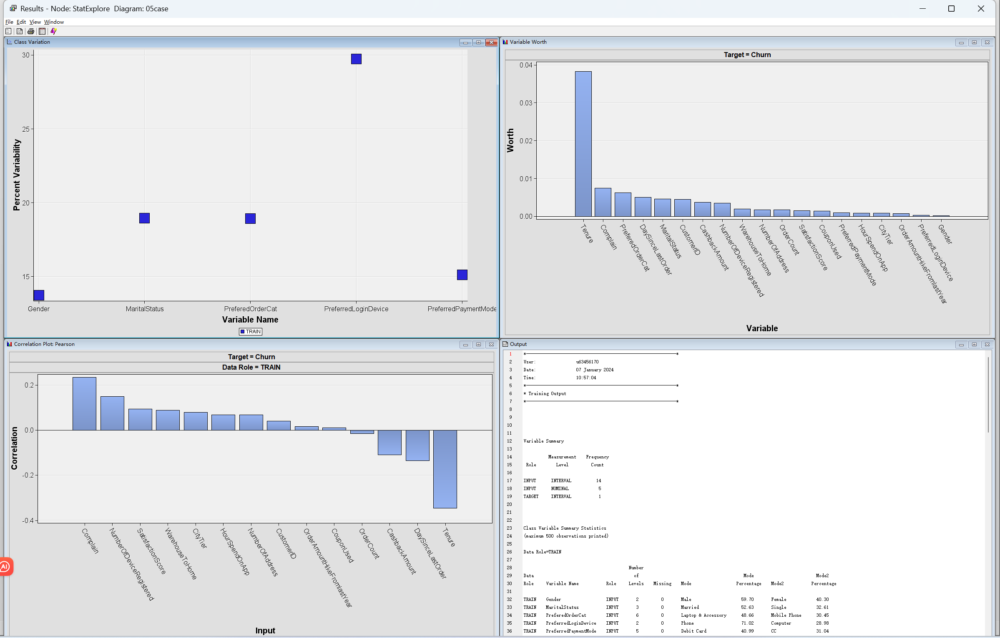 Results - Node: StatExplore  Diagram: 05case
File Edit View Window
Class Variation
30
25
20
15
Percent Variability
Gender MaritalStatus PreferedOrderCat PreferredLoginDevice PreferredPaymentMode
Variable Name
TRAIN
Variable Worth
Target = Churn
0.04
0.03
0.02
0.01
0.00
Worth
Tenure
Complain
PreferedOrderCat
DaySinceLastOrder
MaritalStatus
CustomerID
CashbackAmount
NumberOfDeviceRegistered
WarehouseToHome
NumberOfAddress
OrderCount
SatisfactionScore
CouponUsed
PreferredPaymentMode
HourSpendOnApp
CityTier
OrderAmountHikeFromlastYear
PreferredLoginDevice
Gender
Variable
Correlation Plot: Pearson
Target = Churn
Data Role = TRAIN
0.2
0.0
-0.2
-0.4
Correlation
Complain
NumberOfDeviceRegistered
SatisfactionScore
WarehouseToHome
CityTier
HourSpendOnApp
NumberOfAddress
CustomerID
OrderAmountHikeFromlastYear
CouponUsed
OrderCount
CashbackAmount
DaySinceLastOrder
Tenure
Input
AI
Output
1 *------------------------------------------------------------*
2 User: u63456170
3 Date: 07 January 2024
4 Time: 10:57:04
5 *------------------------------------------------------------*
6 * Training Output
7 *------------------------------------------------------------*
8
9
10
11
12 Variable Summary
13
14 Measurement Frequency
15 Role Level Count
16
17 INPUT INTERVAL 14
18 INPUT NOMINAL 5
19 TARGET INTERVAL 1
20
21
22
23 Class Variable Summary Statistics
24 (maximum 500 observations printed)
25
26 Data Role=TRAIN
27
28 Number
29 Data of Mode Mode2
30 Role Variable Name Role Levels Missing Mode Percentage Mode2 Percentage
31
32 TRAIN Gender INPUT 2 0 Male 59.70 Female 40.30
33 TRAIN MaritalStatus INPUT 3 0 Married 52.63 Single 32.61
34 TRAIN PreferedOrderCat INPUT 6 0 Laptop & Accessory 48.66 Mobile Phone 30.45
35 TRAIN PreferredLoginDevice INPUT 2 0 Phone 71.02 Computer 28.98
36 TRAIN PreferredPaymentMode INPUT 5 0 Debit Card 40.99 CC 31.04